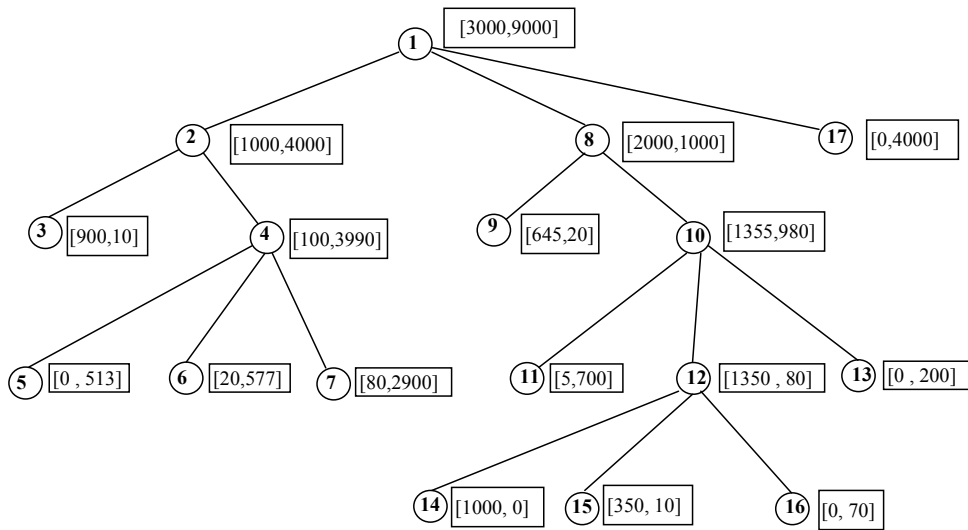 1 [3000,9000]
2 [1000,4000]
8 [2000,1000]
17 [0,4000]
3 [900,10]
4 [100,3990]
9 [645,20]
10 [1355,980]
5 [0 , 513]
6 [20,577]
7 [80,2900]
11 [5,700]
12 [1350 , 80]
13 [0 , 200]
14 [1000, 0]
15 [350, 10]
16 [0, 70]